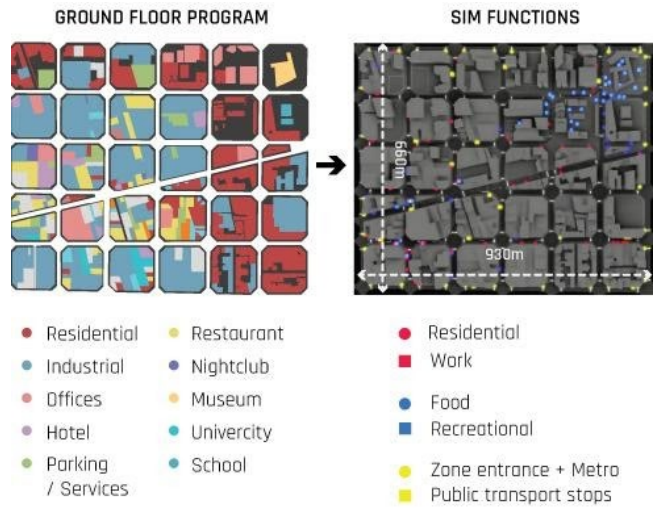 GROUND FLOOR PROGRAM
SIM FUNCTIONS
660m
930m
Residential
Industrial
Offices
Hotel
Parking
/ Services
Restaurant
Nightclub
Museum
Univercity
School
Residential
Work
Food
Recreational
Zone entrance + Metro
Public transport stops